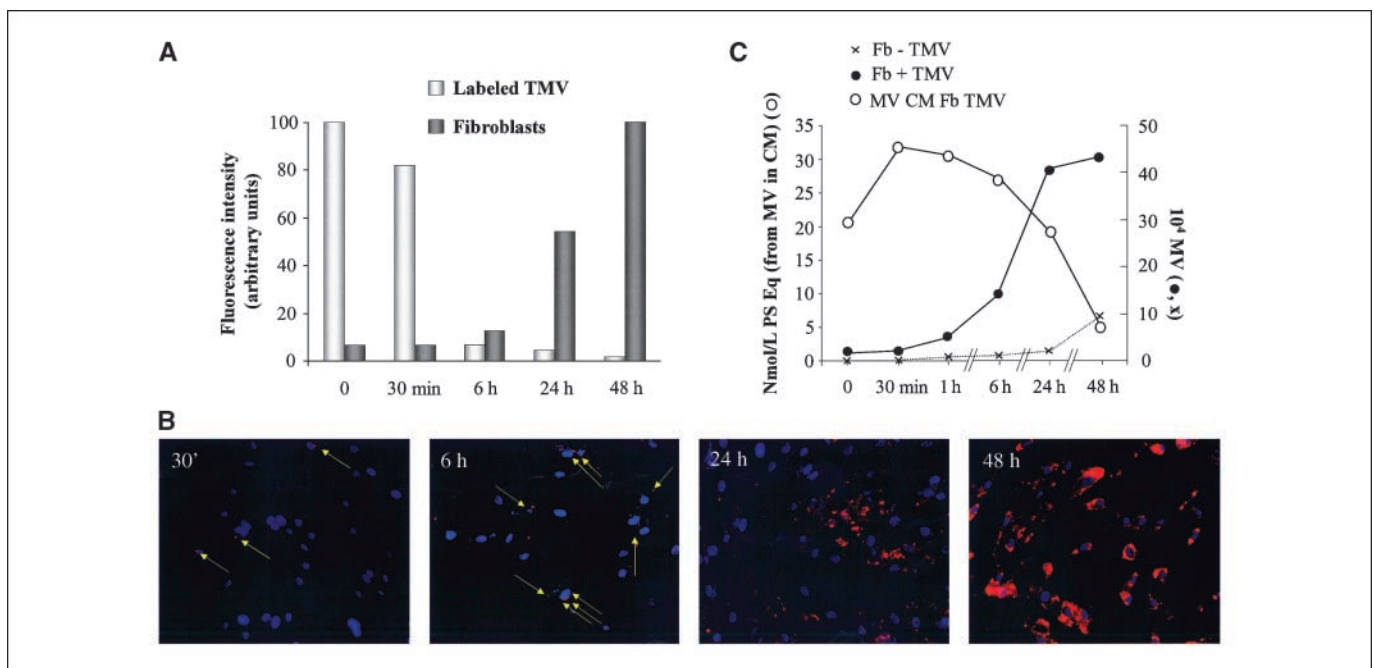 A
Labeled TMV
Fibroblasts
Fluorescence intensity
(arbitrary units)
100
80
60
40
20
0
0 30 min 6 h 24 h 48 h
C
Fb - TMV
Fb + TMV
MV CM Fb TMV
Nmol/L PS Eq (from MV in CM) (O)
35
30
25
20
15
10
5
0
50
40
30
20
10
0
10⁴ MV (●, x)
0 30 min 1 h 6 h 24 h 48 h
B
30'
6 h
24 h
48 h